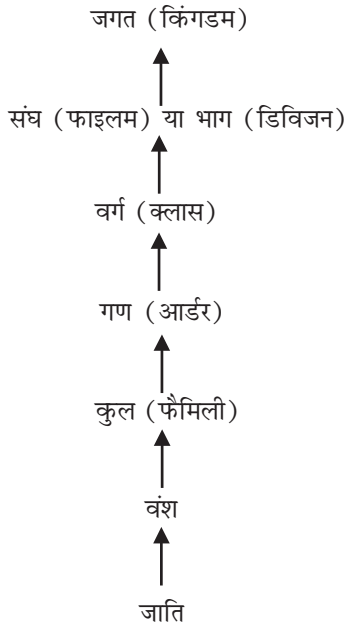 जगत (किंगडम)
संघ (फाइलम) या भाग (डिविजन)
वर्ग (क्लास)
गण (आर्डर)
कुल (फैमिली)
वंश
जाति